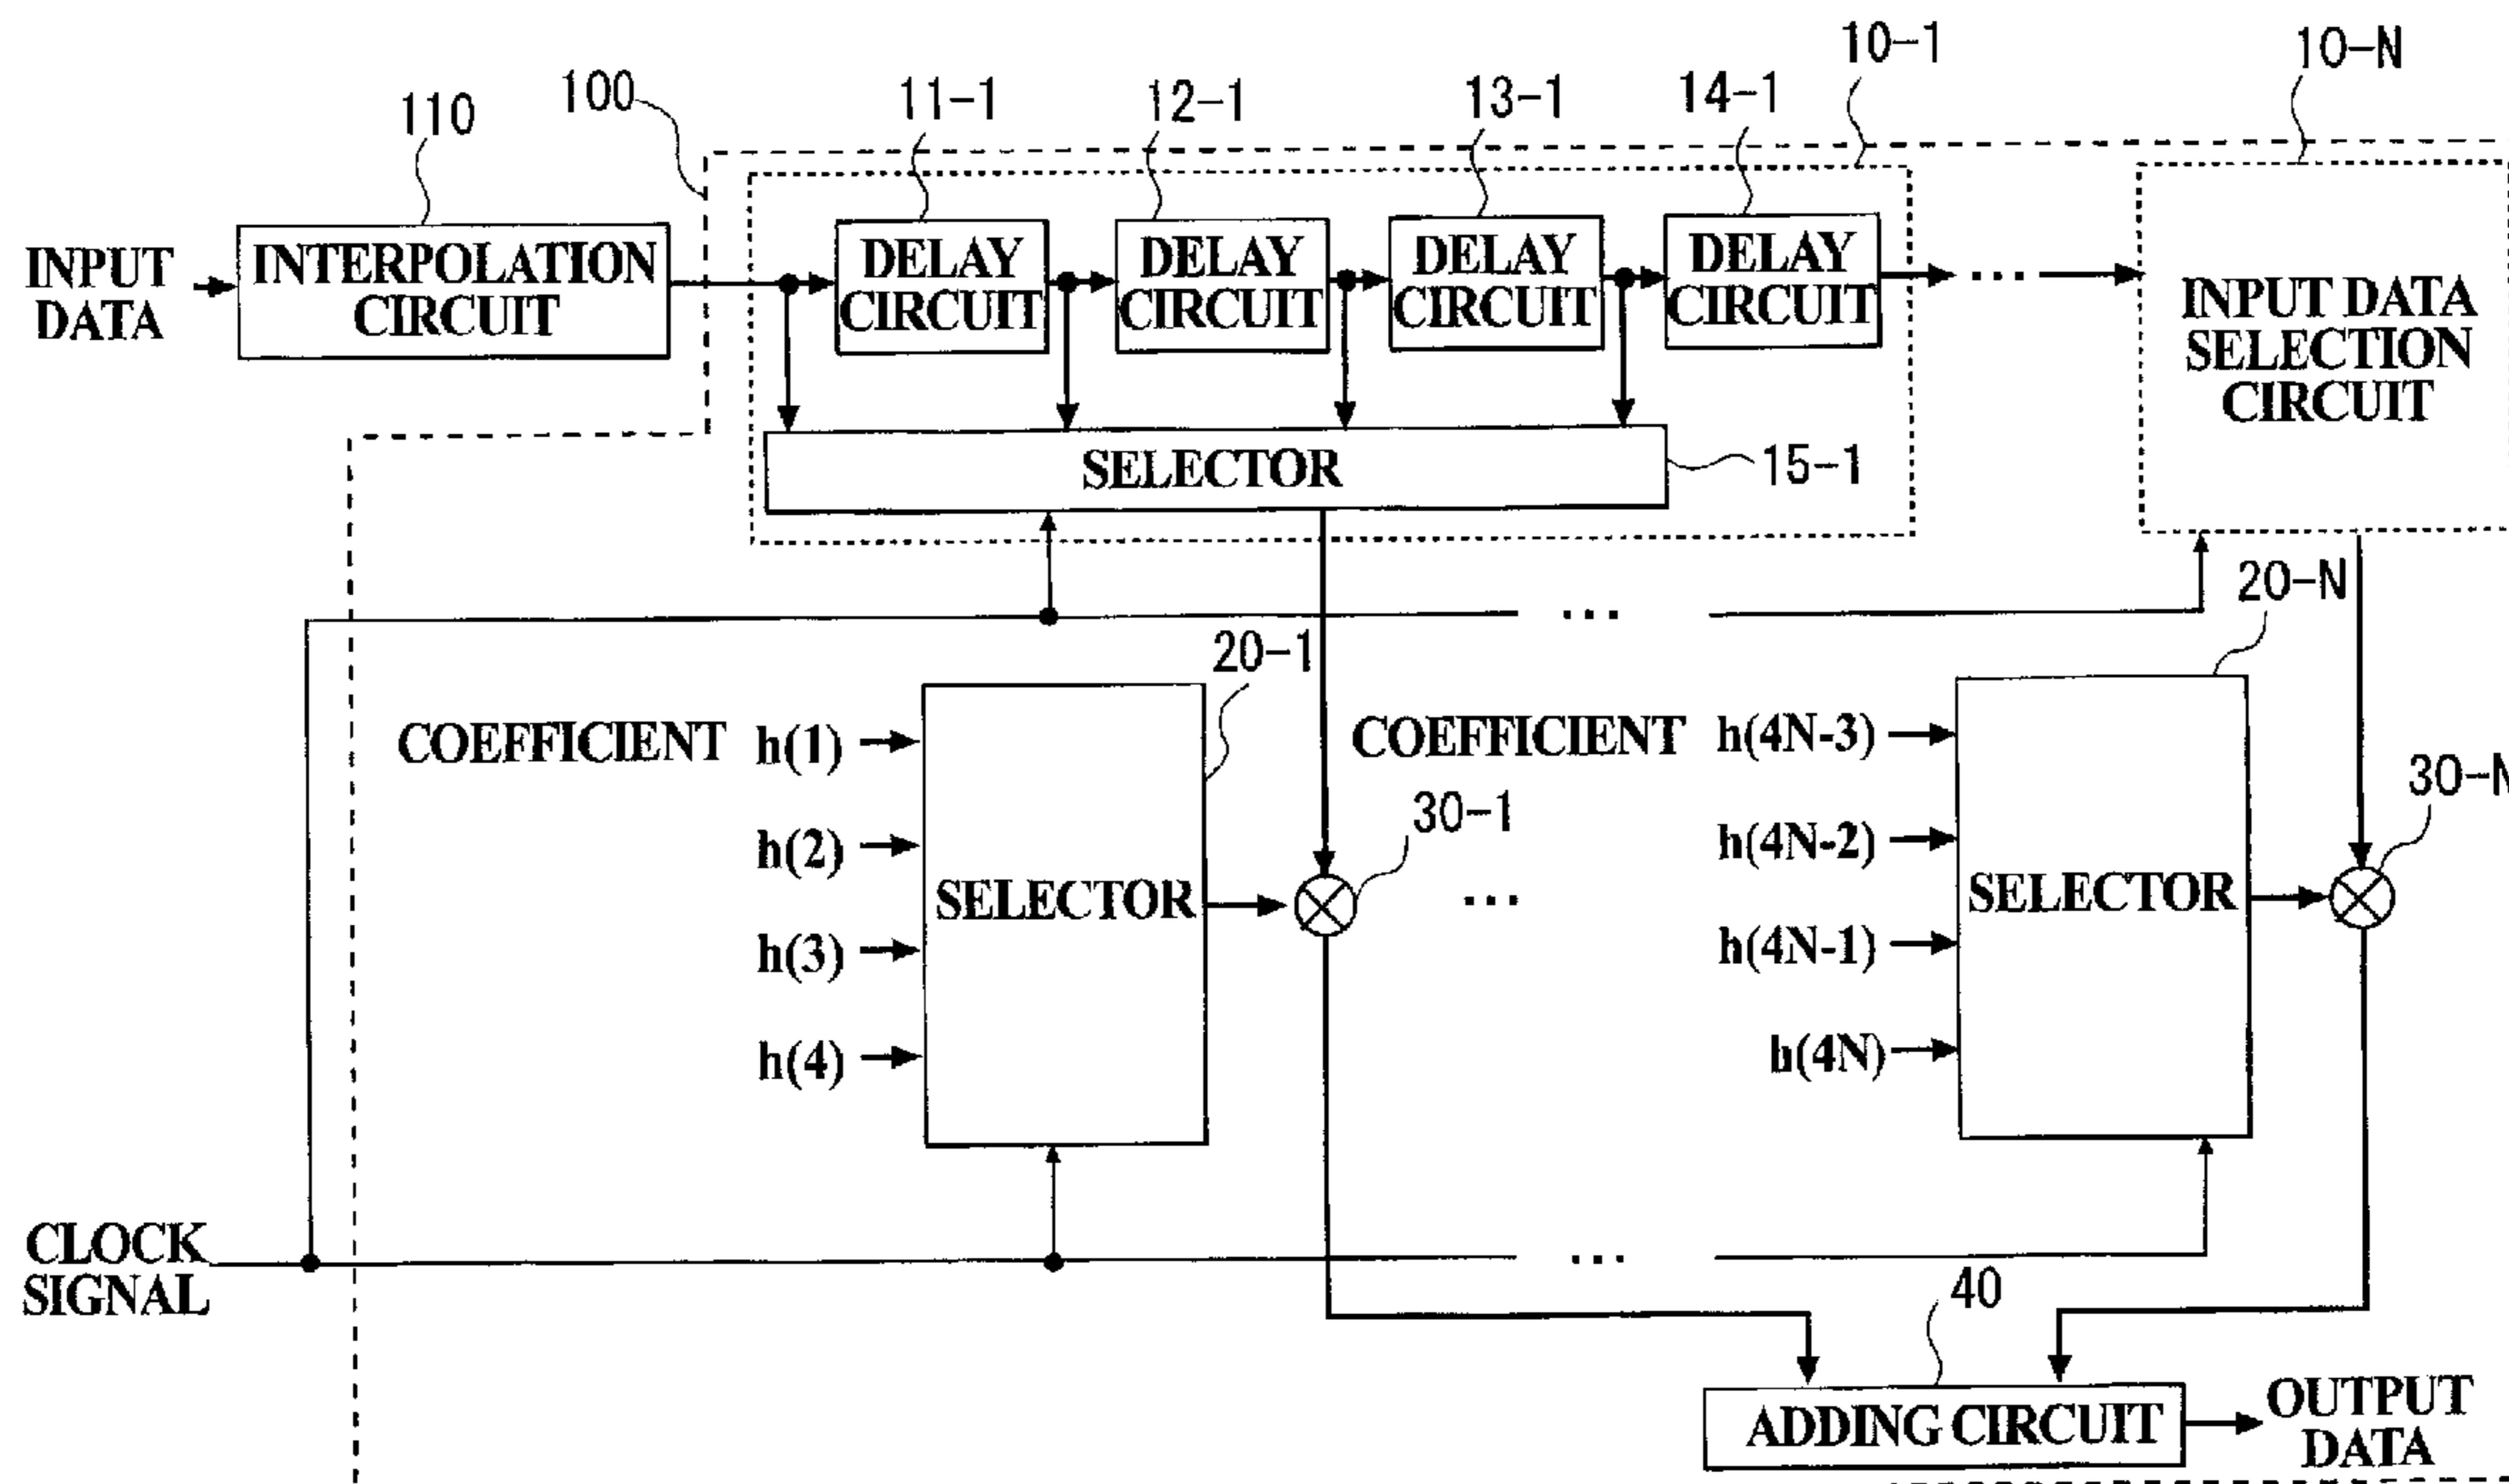 10-1
10-N
100
11-1
12-1
13-1
14-1
110
INPUT
DATA
INTERPOLATION
CIRCUIT
DELAY
CIRCUIT
DELAY
CIRCUIT
DELAY
CIRCUIT
DELAY
CIRCUIT
...
INPUT DATA
SELECTION
CIRCUIT
SELECTOR
15-1
...
20-1
20-N
COEFFICIENT
h(1)
h(2)
h(3)
h(4)
SELECTOR
30-1
...
COEFFICIENT
h(4N-3)
h(4N-2)
h(4N-1)
h(4N)
SELECTOR
30-N
CLOCK
SIGNAL
...
40
ADDING CIRCUIT
OUTPUT
DATA